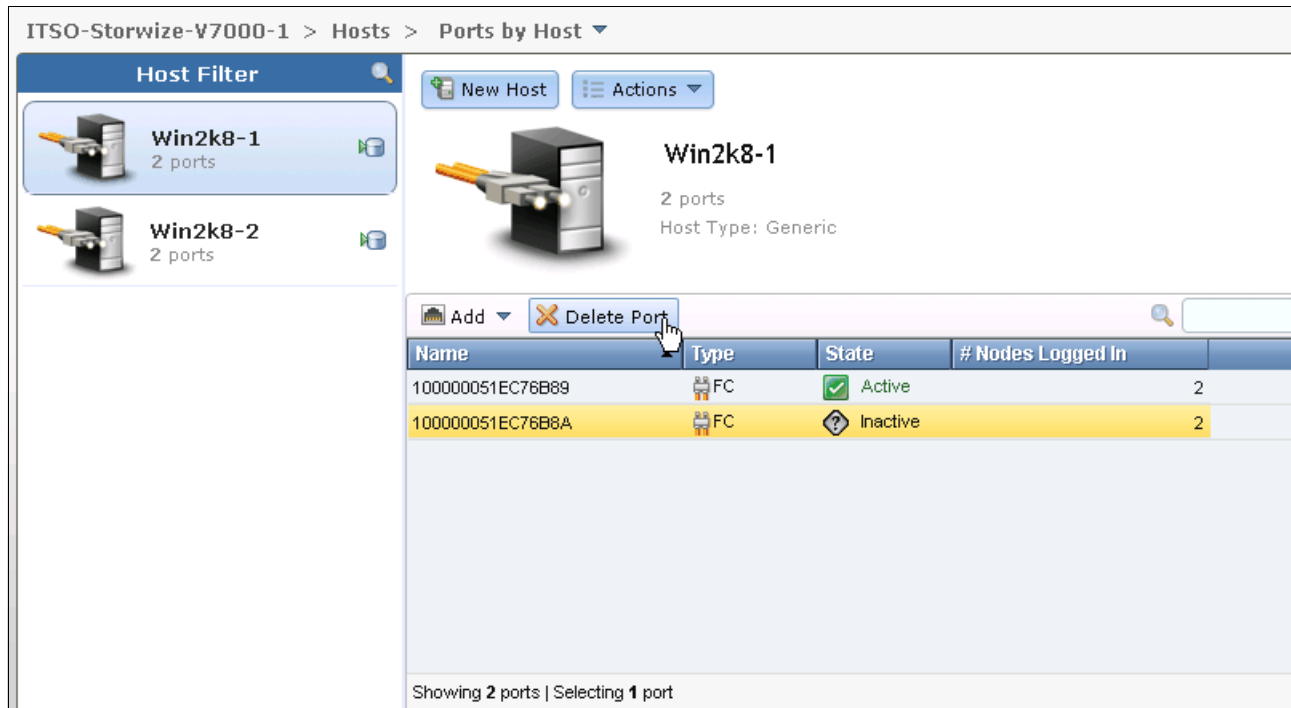 ITSO-Storwize-V7000-1 > Hosts > Ports by Host
Host Filter
Win2k8-1
2 ports
Win2k8-2
2 ports
New Host
Actions
Win2k8-1
2 ports
Host Type: Generic
Add
Delete Port
Name Type State # Nodes Logged In
100000051EC76B89 FC Active 2
100000051EC76B8A FC Inactive 2
Showing 2 ports | Selecting 1 port